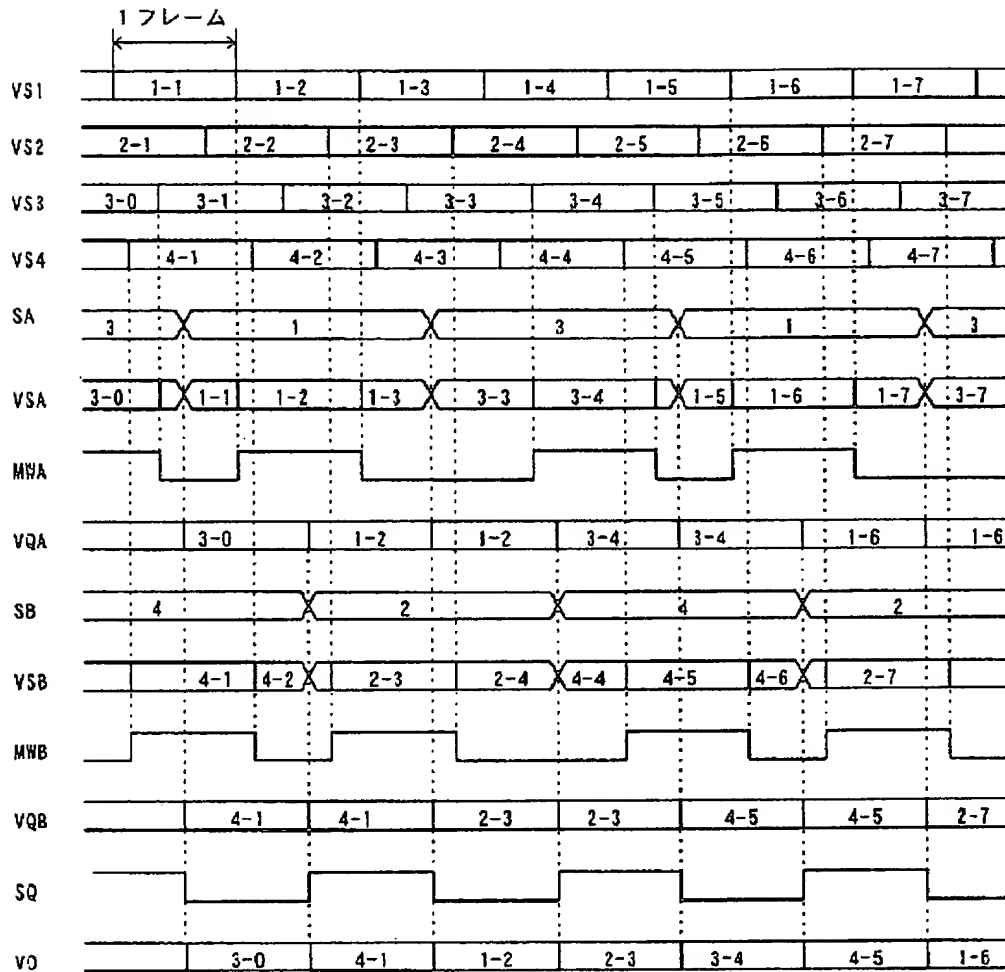 1 フレーム
VS1 1-1 1-2 1-3 1-4 1-5 1-6 1-7
VS2 2-1 2-2 2-3 2-4 2-5 2-6 2-7
VS3 3-0 3-1 3-2 3-3 3-4 3-5 3-6 3-7
VS4 4-1 4-2 4-3 4-4 4-5 4-6 4-7
SA 3 1 3 1 3
VSA 3-0 1-1 1-2 1-3 3-3 3-4 1-5 1-6 1-7 3-7
MWA
VQA 3-0 1-2 1-2 3-4 3-4 1-6 1-6
SB 4 2 4 2
VSB 4-1 4-2 2-3 2-4 4-4 4-5 4-6 2-7
MWB
VQB 4-1 4-1 2-3 2-3 4-5 4-5 2-7
SQ
VO 3-0 4-1 1-2 2-3 3-4 4-5 1-6